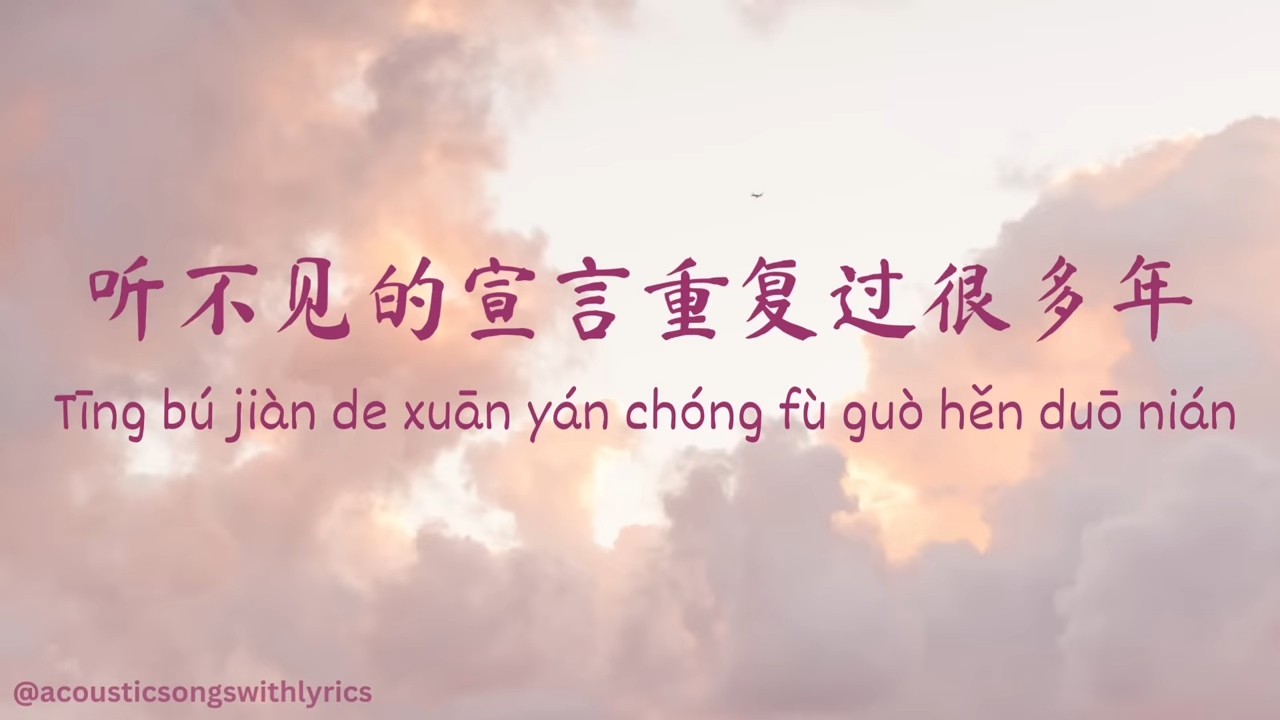 听不见的宣言重复过很多年
Tīng bú jiàn de xuān yán chóng fù guò hěn duō nián
@acousticsongswithlyrics